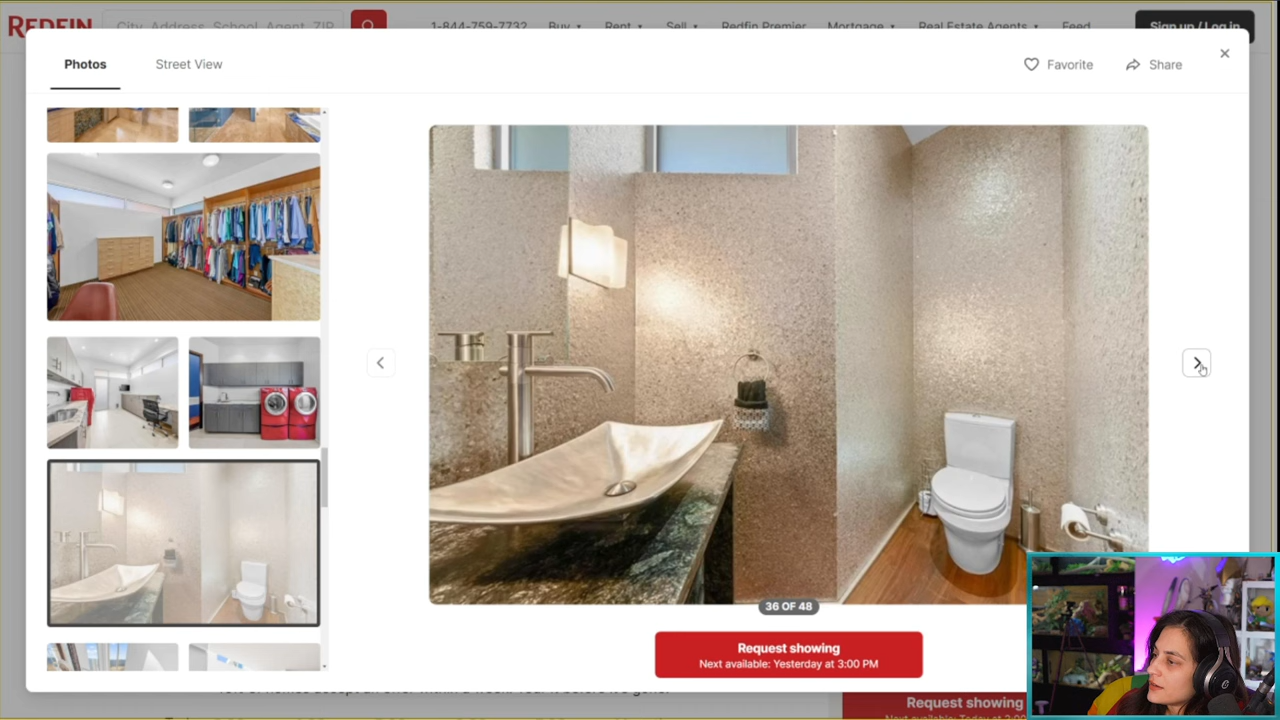 REDFIN City, Address, School, Agent, ZIP 1-844-759-7732 Buy Rent Sell Redfin Premier Mortgage Real Estate Agents Feed Sign up / Log in
Photos Street View Favorite Share
36 OF 48
Request showing
Next available: Yesterday at 3:00 PM
Request showing